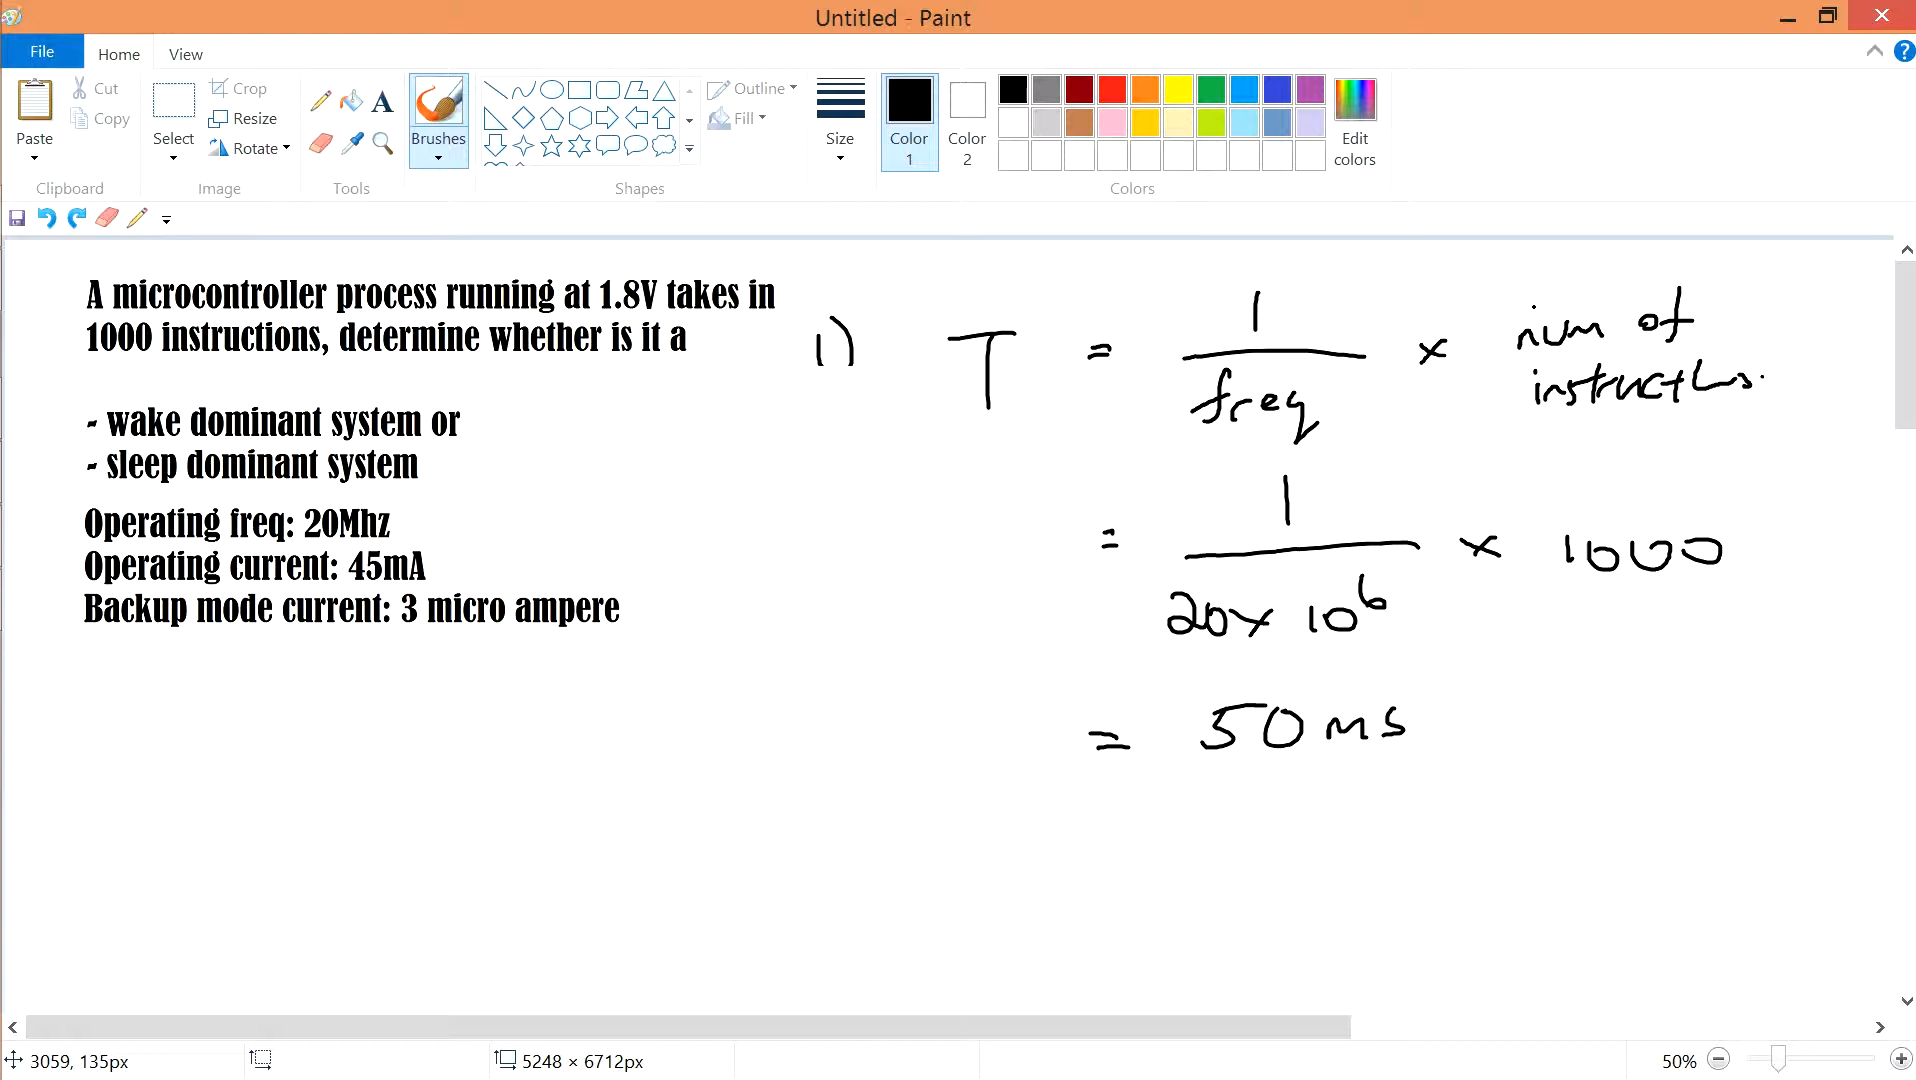 Untitled - Paint
File
Home
View
Paste
Cut
Copy
Clipboard
Select
Crop
Resize
Rotate
Image
A
Tools
Brushes
Outline
Fill
Shapes
Size
Color 1
Color 2
Edit colors
Colors
A microcontroller process running at 1.8V takes in
1000 instructions, determine whether is it a
- wake dominant system or
- sleep dominant system
Operating freq: 20Mhz
Operating current: 45mA
Backup mode current: 3 micro ampere
1) T = 1 / freq × num of instructions.
= 1 / 20 × 10^6 × 1000
= 50 ms
3059, 135px
5248 × 6712px
50%